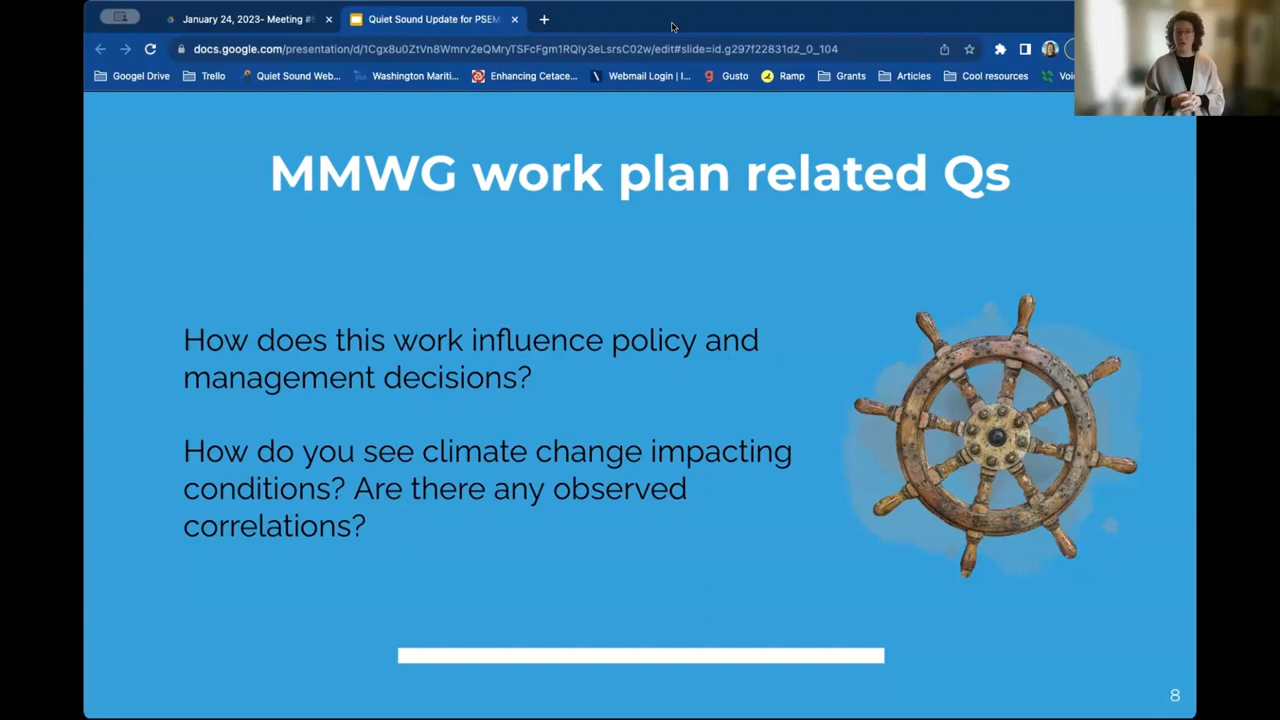 January 24, 2023- Meeting #
Quiet Sound Update for PSEM
docs.google.com/presentation/d/1Cgx8u0ZtVn8Wmrv2eQMryTSFcFgm1RQIy3eLsrsC02w/edit#slide=id.g297f22831d2_0_104
Googel Drive
Trello
Quiet Sound Web...
Washington Mariti...
Enhancing Cetace...
Webmail Login | I...
Gusto
Ramp
Grants
Articles
Cool resources
MMWG work plan related Qs
How does this work influence policy and
management decisions?
How do you see climate change impacting
conditions? Are there any observed
correlations?
8